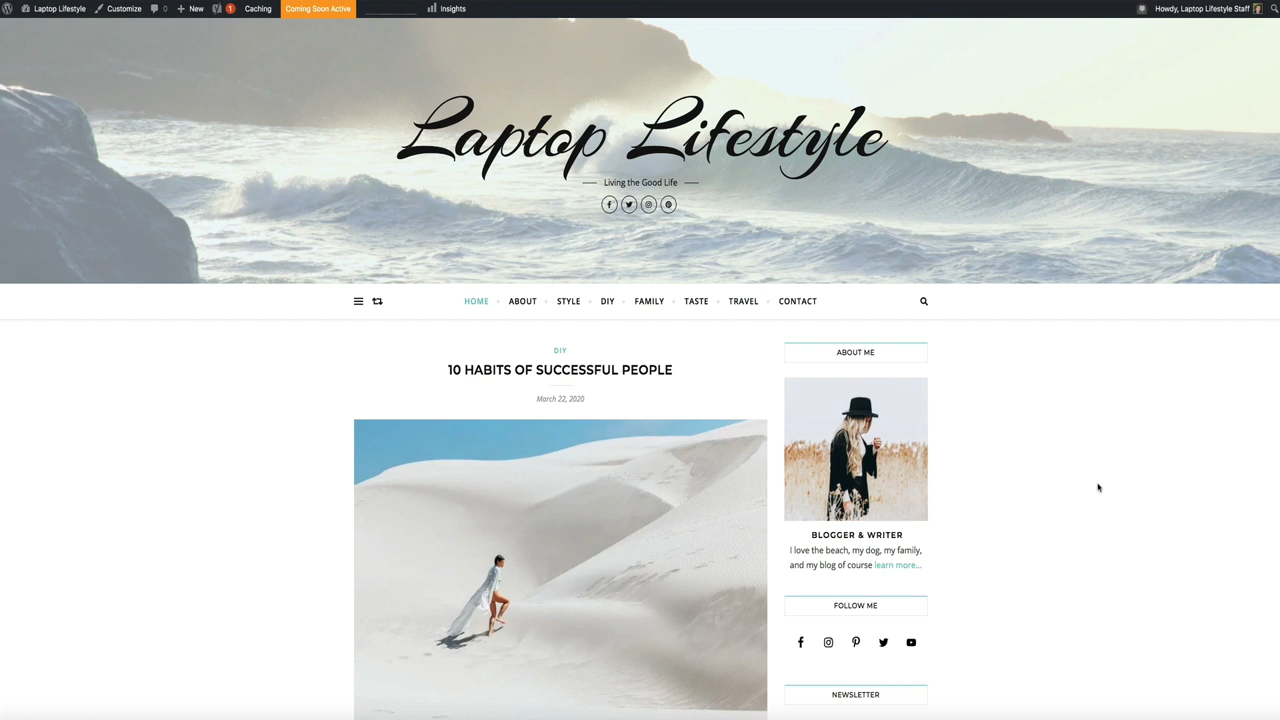 Laptop Lifestyle Customize 0 New 1 Caching Coming Soon Active Insights Howdy, Laptop Lifestyle Staff
Laptop Lifestyle
Living the Good Life
HOME ABOUT STYLE DIY FAMILY TASTE TRAVEL CONTACT
DIY
10 HABITS OF SUCCESSFUL PEOPLE
March 22, 2020
ABOUT ME
BLOGGER & WRITER
I love the beach, my dog, my family,
and my blog of course learn more...
FOLLOW ME
NEWSLETTER